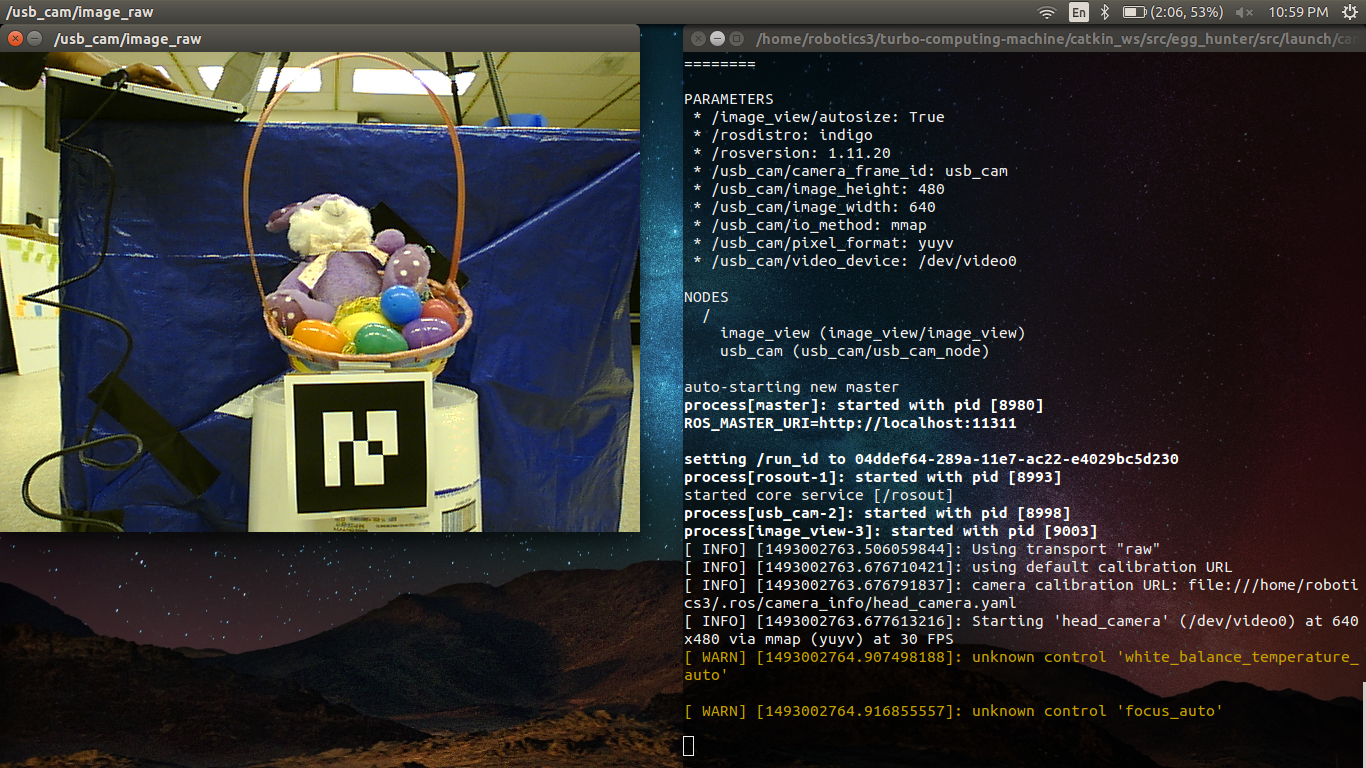 /usb_cam/image_raw
En
(2:06, 53%)
10:59 PM
/usb_cam/image_raw
/home/robotics3/turbo-computing-machine/catkin_ws/src/egg_hunter/src/launch/ca
========
PARAMETERS
* /image_view/autosize: True
* /rosdistro: indigo
* /rosversion: 1.11.20
* /usb_cam/camera_frame_id: usb_cam
* /usb_cam/image_height: 480
* /usb_cam/image_width: 640
* /usb_cam/io_method: mmap
* /usb_cam/pixel_format: yuyv
* /usb_cam/video_device: /dev/video0
NODES
/
image_view (image_view/image_view)
usb_cam (usb_cam/usb_cam_node)
auto-starting new master
process[master]: started with pid [8980]
ROS_MASTER_URI=http://localhost:11311
setting /run_id to 04ddef64-289a-11e7-ac22-e4029bc5d230
process[rosout-1]: started with pid [8993]
started core service [/rosout]
process[usb_cam-2]: started with pid [8998]
process[image_view-3]: started with pid [9003]
[ INFO] [1493002763.506059844]: Using transport "raw"
[ INFO] [1493002763.676710421]: using default calibration URL
[ INFO] [1493002763.676791837]: camera calibration URL: file:///home/roboti
cs3/.ros/camera_info/head_camera.yaml
[ INFO] [1493002763.677613216]: Starting 'head_camera' (/dev/video0) at 640
x480 via mmap (yuyv) at 30 FPS
[ WARN] [1493002764.907498188]: unknown control 'white_balance_temperature_
auto'
[ WARN] [1493002764.916855557]: unknown control 'focus_auto'